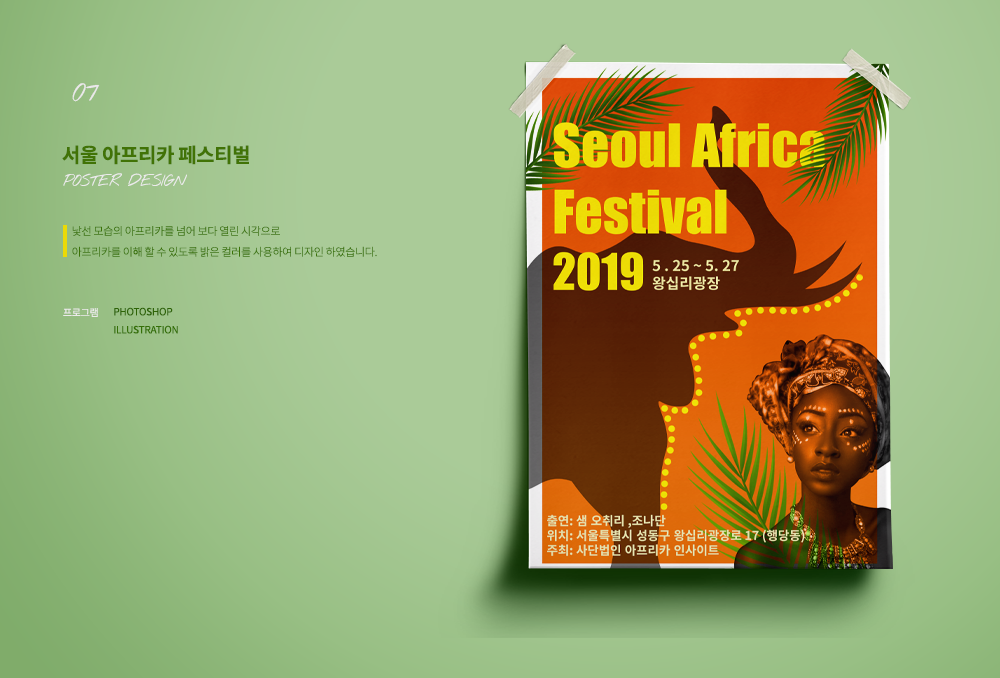 07
서울 아프리카 페스티벌
POSTER DESIGN
낯선 모습의 아프리카를 넘어 보다 열린 시각으로
아프리카를 이해 할 수 있도록 밝은 컬러를 사용하여 디자인 하였습니다.
프로그램 PHOTOSHOP
ILLUSTRATION
Seoul Africa
Festival
2019 5 . 25 ~ 5. 27
왕십리광장
출연: 샘 오취리 ,조나단
위치: 서울특별시 성동구 왕십리광장로 17 (행당동)
주최: 사단법인 아프리카 인사이트